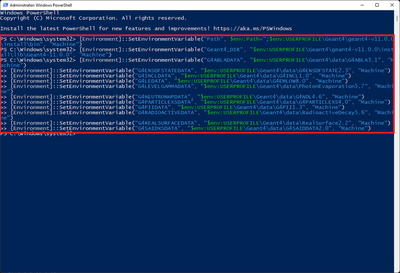 Administrator: Windows PowerShell
Windows PowerShell
Copyright (C) Microsoft Corporation. All rights reserved.
Install the latest PowerShell for new features and improvements! https://aka.ms/PSWindows
PS C:\Windows\system32> [Environment]::SetEnvironmentVariable("Path", $env:Path+";$env:USERPROFILE\Geant4\geant4-v11.0.0
\install\bin", "Machine")
PS C:\Windows\system32> [Environment]::SetEnvironmentVariable("Geant4_DIR", "$env:USERPROFILE\Geant4\geant4-v11.0.0\ins
tall\lib\Geant4-11.0.0", "Machine")
PS C:\Windows\system32> [Environment]::SetEnvironmentVariable("G4ABLADATA", "$env:USERPROFILE\Geant4\data\G4ABLA3.1", "M
achine")
>> [Environment]::SetEnvironmentVariable("G4ENSDFSTATEDATA", "$env:USERPROFILE\Geant4\data\G4ENSDFSTATE2.3", "Machine")
>> [Environment]::SetEnvironmentVariable("G4INCLDATA", "$env:USERPROFILE\Geant4\data\G4INCL1.0", "Machine")
>> [Environment]::SetEnvironmentVariable("G4LEDATA", "$env:USERPROFILE\Geant4\data\G4EMLOW8.0", "Machine")
>> [Environment]::SetEnvironmentVariable("G4LEVELGAMMADATA", "$env:USERPROFILE\Geant4\data\PhotonEvaporation5.7", "Machi
ne")
>> [Environment]::SetEnvironmentVariable("G4NEUTRONHPDATA", "$env:USERPROFILE\Geant4\data\G4NDL4.6", "Machine")
>> [Environment]::SetEnvironmentVariable("G4PARTICLEXSDATA", "$env:USERPROFILE\Geant4\data\G4PARTICLEXS4.0", "Machine")
>> [Environment]::SetEnvironmentVariable("G4PIIDATA", "$env:USERPROFILE\Geant4\data\G4PII1.3", "Machine")
>> [Environment]::SetEnvironmentVariable("G4RADIOACTIVEDATA", "$env:USERPROFILE\Geant4\data\RadioactiveDecay5.6", "Machi
ne")
>> [Environment]::SetEnvironmentVariable("G4REALSURFACEDATA", "$env:USERPROFILE\Geant4\data\RealSurface2.2", "Machine")
>> [Environment]::SetEnvironmentVariable("G4SAIDXSDATA", "$env:USERPROFILE\Geant4\data\G4SAIDDATA2.0", "Machine")
PS C:\Windows\system32>